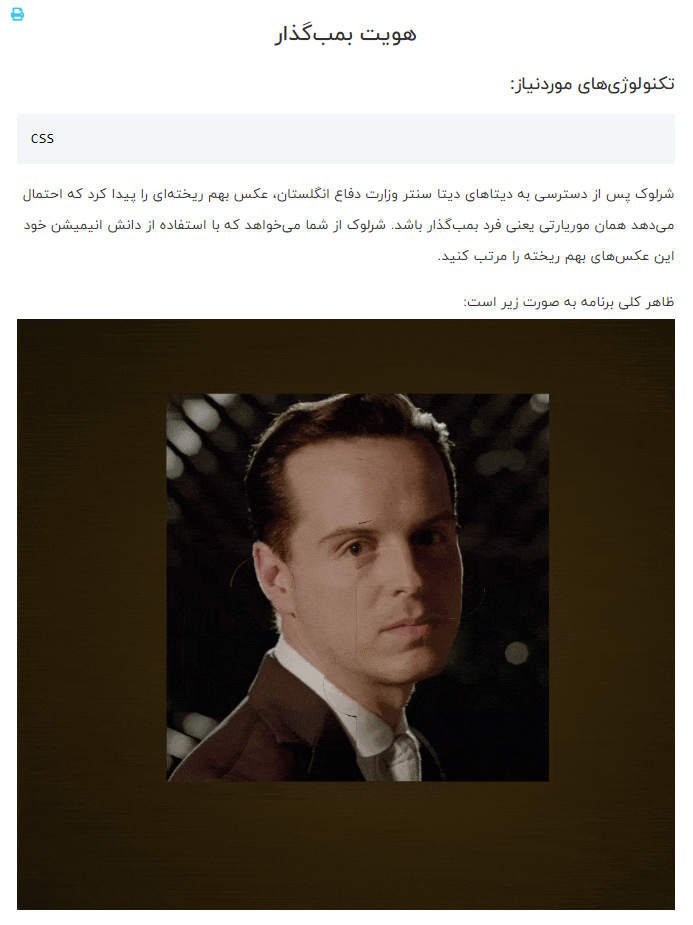 هویت بمب‌گذار
تکنولوژی‌های موردنیاز:
CSS
شرلوک پس از دسترسی به دیتاهای دیتا سنتر وزارت دفاع انگلستان، عکس بهم ریخته‌ای را پیدا کرد که احتمال
می‌دهد همان موریارتی یعنی فرد بمب‌گذار باشد. شرلوک از شما می‌خواهد که با استفاده از دانش انیمیشن خود
این عکس‌های بهم ریخته را مرتب کنید.
ظاهر کلی برنامه به صورت زیر است: